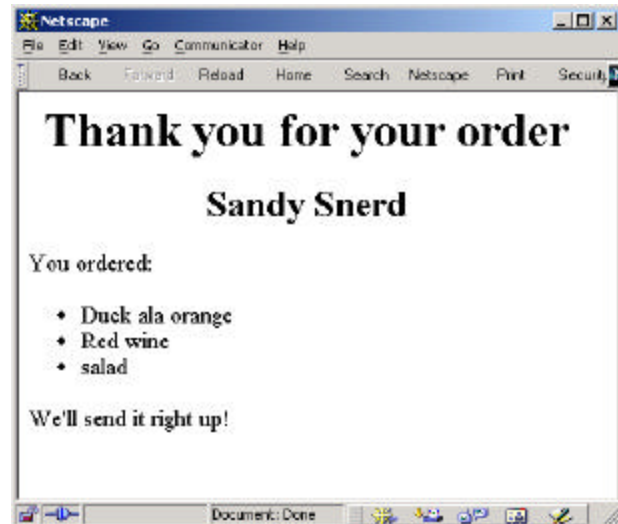 Netscape
File Edit View Go Communicator Help
Back Forward Reload Home Search Netscape Print Security
Thank you for your order
Sandy Snerd
You ordered:
• Duck ala orange
• Red wine
• salad
We'll send it right up!
Document: Done